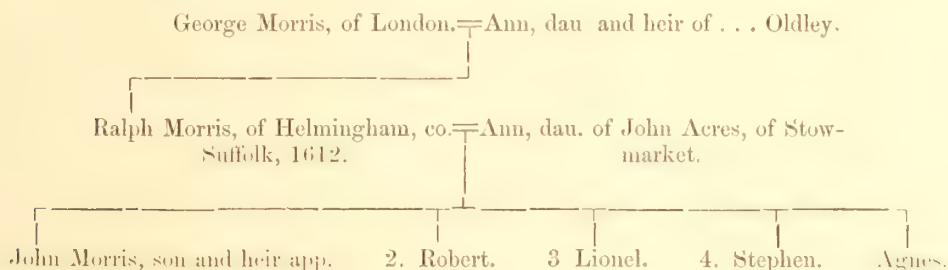 George Morris, of London.=Ann, dau and heir of . . . Oldley.
Ralph Morris, of Helmingham, co.=Ann, dau. of John Acres, of Stow-
Suffolk, 1612. market.
John Morris, son and heir app. 2. Robert. 3 Lionel. 4. Stephen. Agnes.